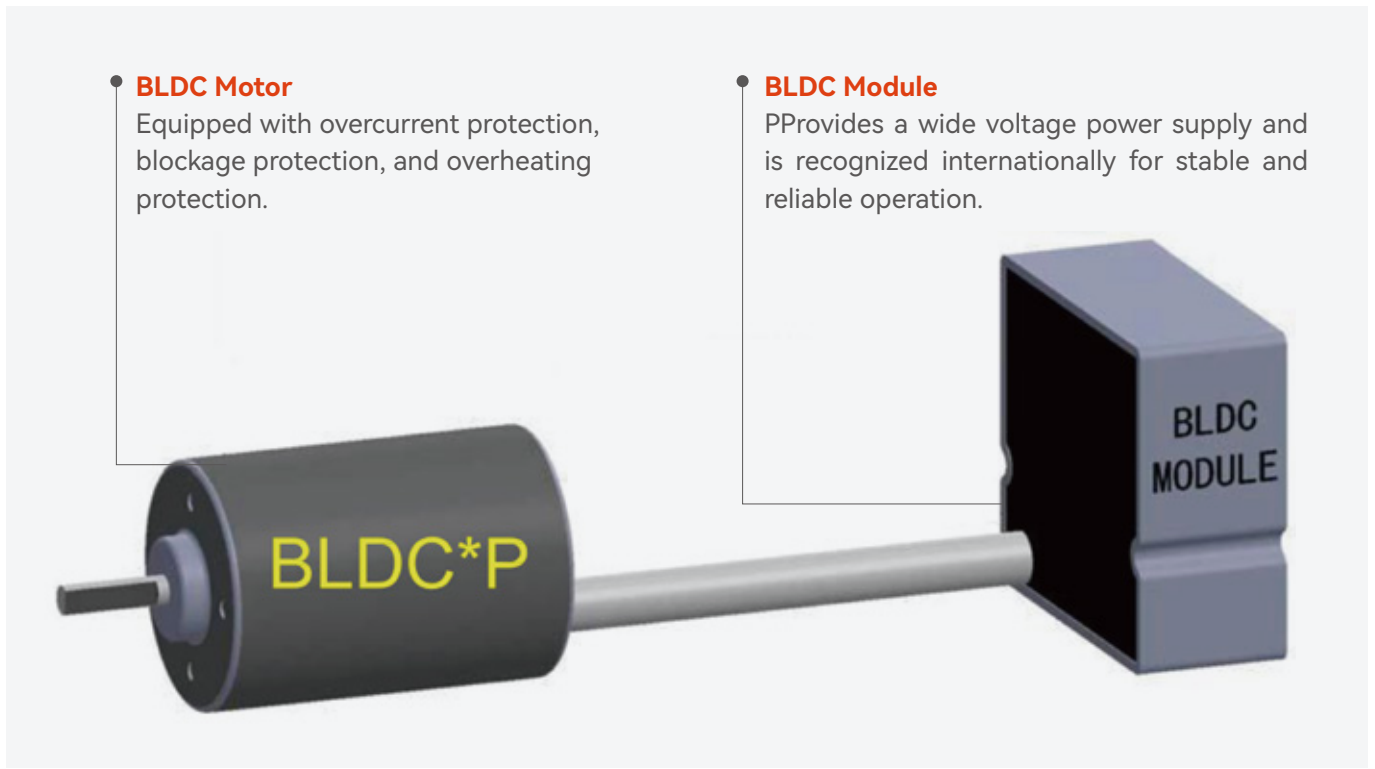 BLDC Motor
Equipped with overcurrent protection,
blockage protection, and overheating
protection.
BLDC Module
PProvides a wide voltage power supply and
is recognized internationally for stable and
reliable operation.
BLDC
MODULE
BLDC*P